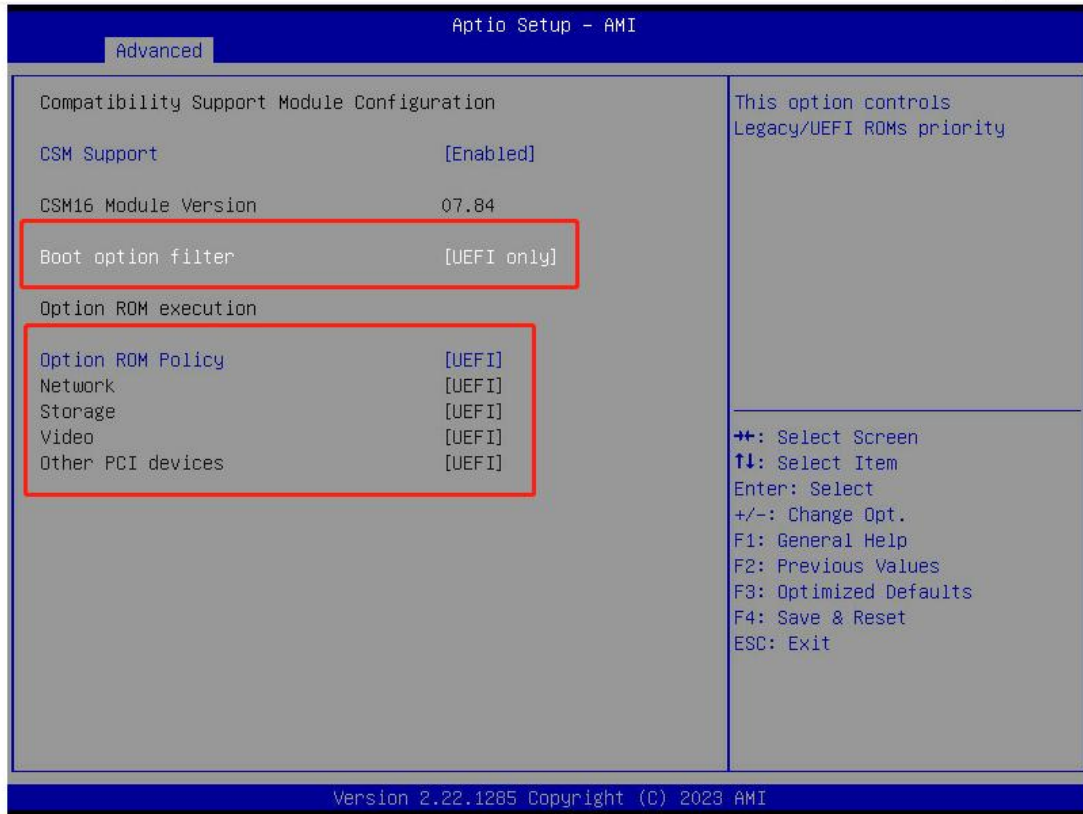 Aptio Setup – AMI
Advanced
Compatibility Support Module Configuration
CSM Support [Enabled]
CSM16 Module Version 07.84
Boot option filter [UEFI only]
Option ROM execution
Option ROM Policy [UEFI]
Network [UEFI]
Storage [UEFI]
Video [UEFI]
Other PCI devices [UEFI]
This option controls
Legacy/UEFI ROMs priority
→←: Select Screen
↑↓: Select Item
Enter: Select
+/-: Change Opt.
F1: General Help
F2: Previous Values
F3: Optimized Defaults
F4: Save & Reset
ESC: Exit
Version 2.22.1285 Copyright (C) 2023 AMI